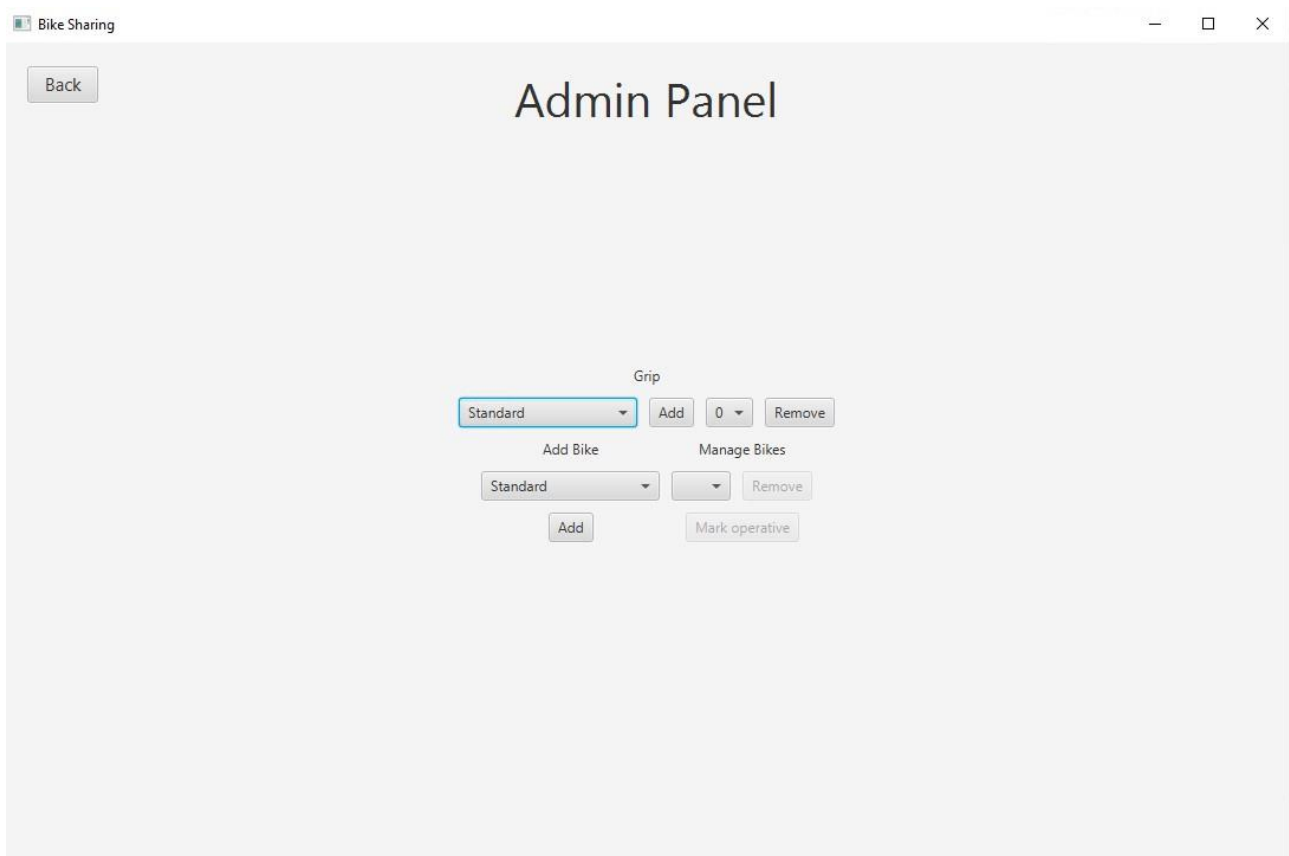 Bike Sharing
Back
Admin Panel
Grip
Standard Add 0 Remove
Add Bike Manage Bikes
Standard Remove
Add Mark operative